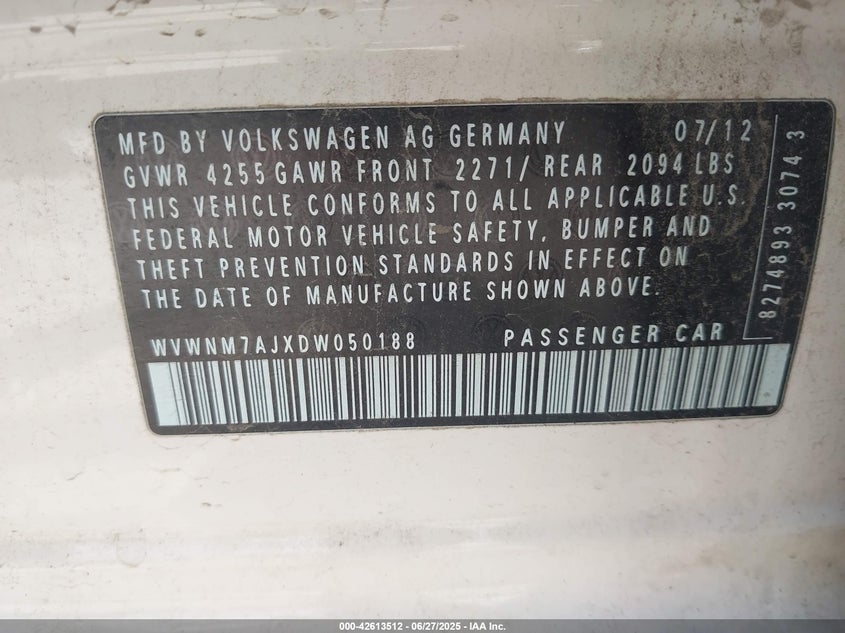 MFD BY VOLKSWAGEN AG GERMANY 07/12
GVWR 4255 GAWR FRONT 2271/ REAR 2094 LBS
THIS VEHICLE CONFORMS TO ALL APPLICABLE U.S.
FEDERAL MOTOR VEHICLE SAFETY, BUMPER AND
THEFT PREVENTION STANDARDS IN EFFECT ON
THE DATE OF MANUFACTURE SHOWN ABOVE.
WVWNM7AJXDW050188 PASSENGER CAR
8274893 3074 3
000-42613512 - 06/27/2025 - IAA Inc.